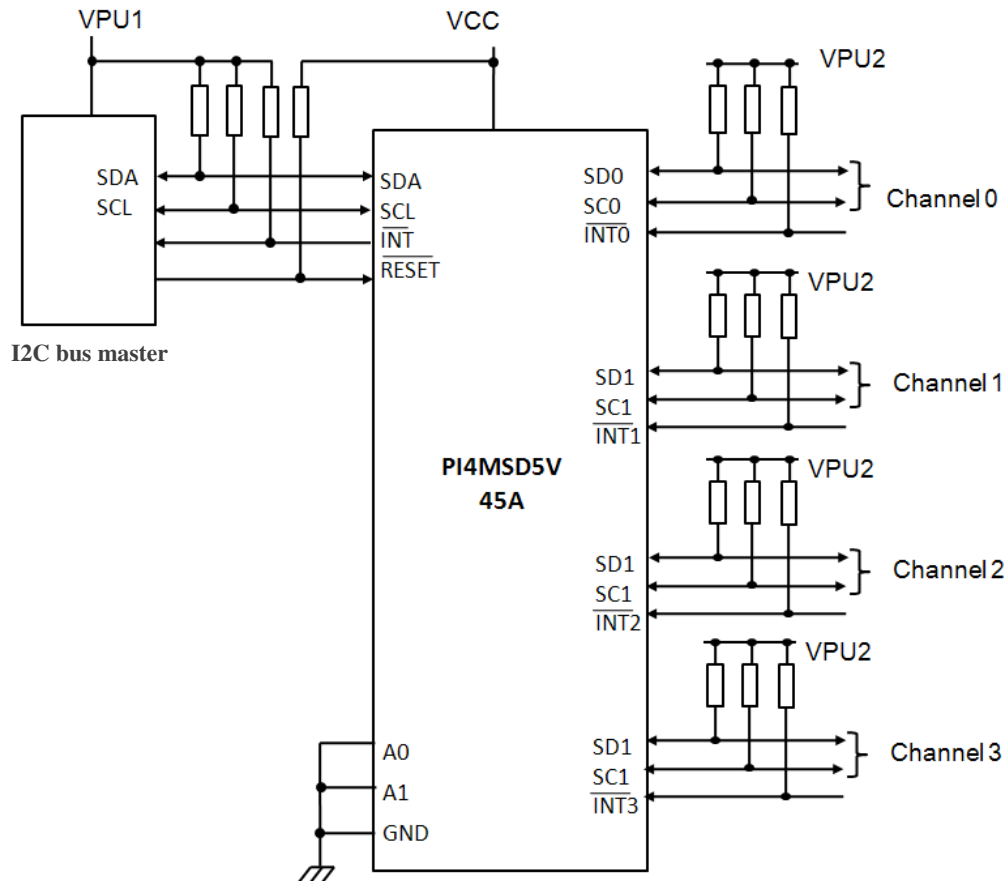 VPU1
VCC
SDA
SCL
I2C bus master
SDA
SCL
INT
RESET
PI4MSD5V
45A
A0
A1
GND
VPU2
SD0
SC0
INT0
Channel 0
VPU2
SD1
SC1
INT1
Channel 1
VPU2
SD1
SC1
INT2
Channel 2
VPU2
SD1
SC1
INT3
Channel 3